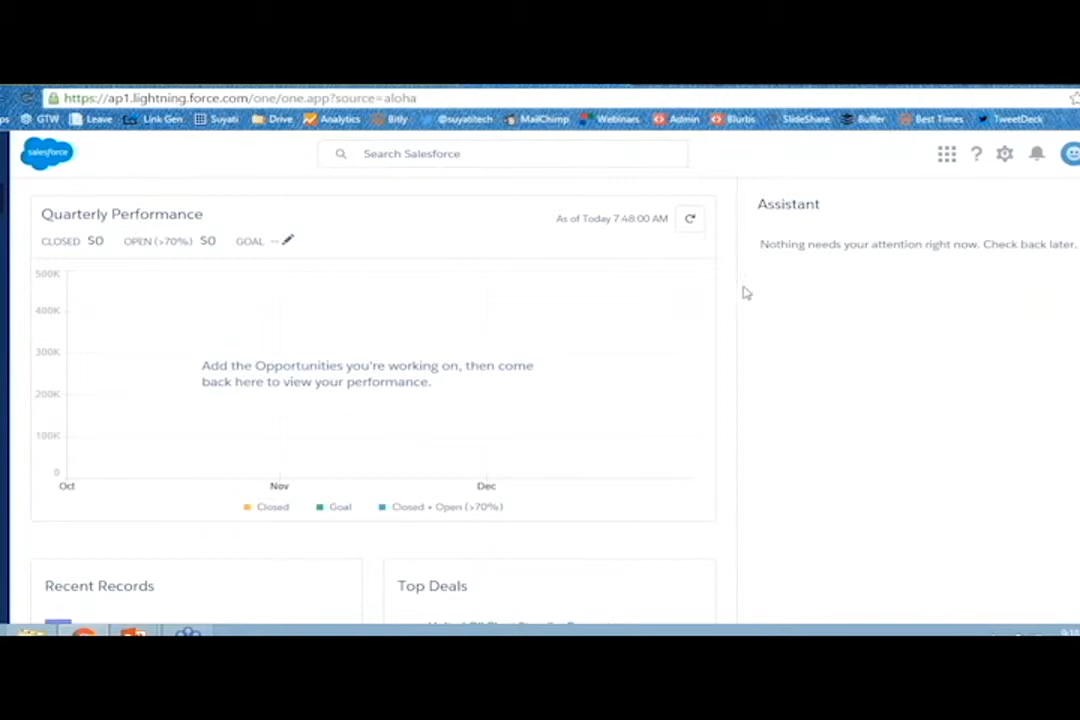 https://ap1.lightning.force.com/one/one.app?source=aloha
ps GTW Leave Link Gen Suyati Drive Analytics Bitly @suyatitech MailChimp Webinars Admin Blurbs SlideShare Buffer Best Times TweetDeck
salesforce Search Salesforce ?
Quarterly Performance
As of Today 7:48:00 AM
CLOSED $0 OPEN (>70%) $0 GOAL --
500K
400K
300K
200K
100K
0
Add the Opportunities you're working on, then come
back here to view your performance.
Oct Nov Dec
Closed Goal Closed + Open (>70%)
Assistant
Nothing needs your attention right now. Check back later.
Recent Records
Top Deals